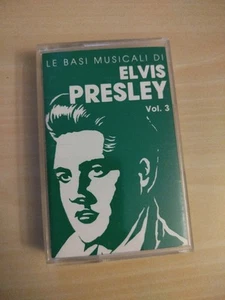 LE BASI MUSICALI DI
ELVIS
PRESLEY
Vol. 3